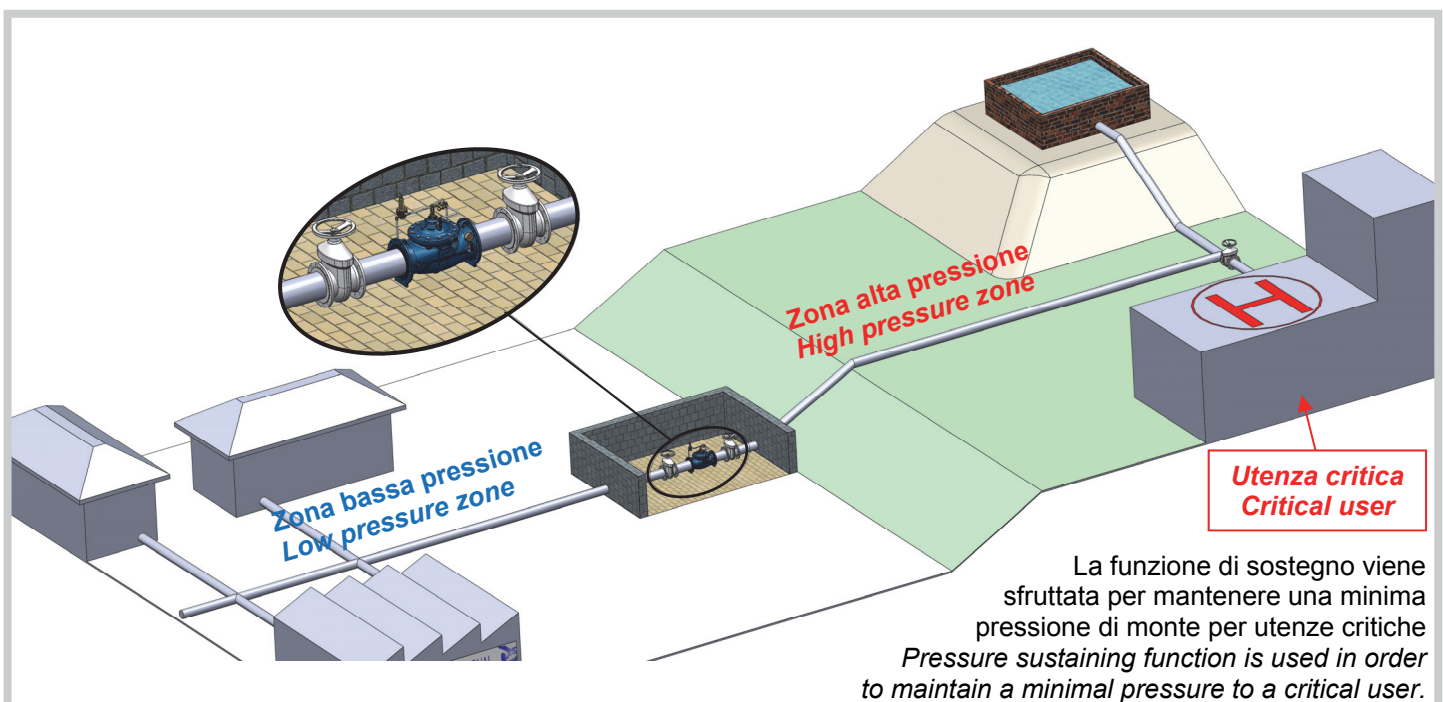 Zona alta pressione
High pressure zone
Zona bassa pressione
Low pressure zone
H
Utenza critica
Critical user
La funzione di sostegno viene
sfruttata per mantenere una minima
pressione di monte per utenze critiche
Pressure sustaining function is used in order
to maintain a minimal pressure to a critical user.